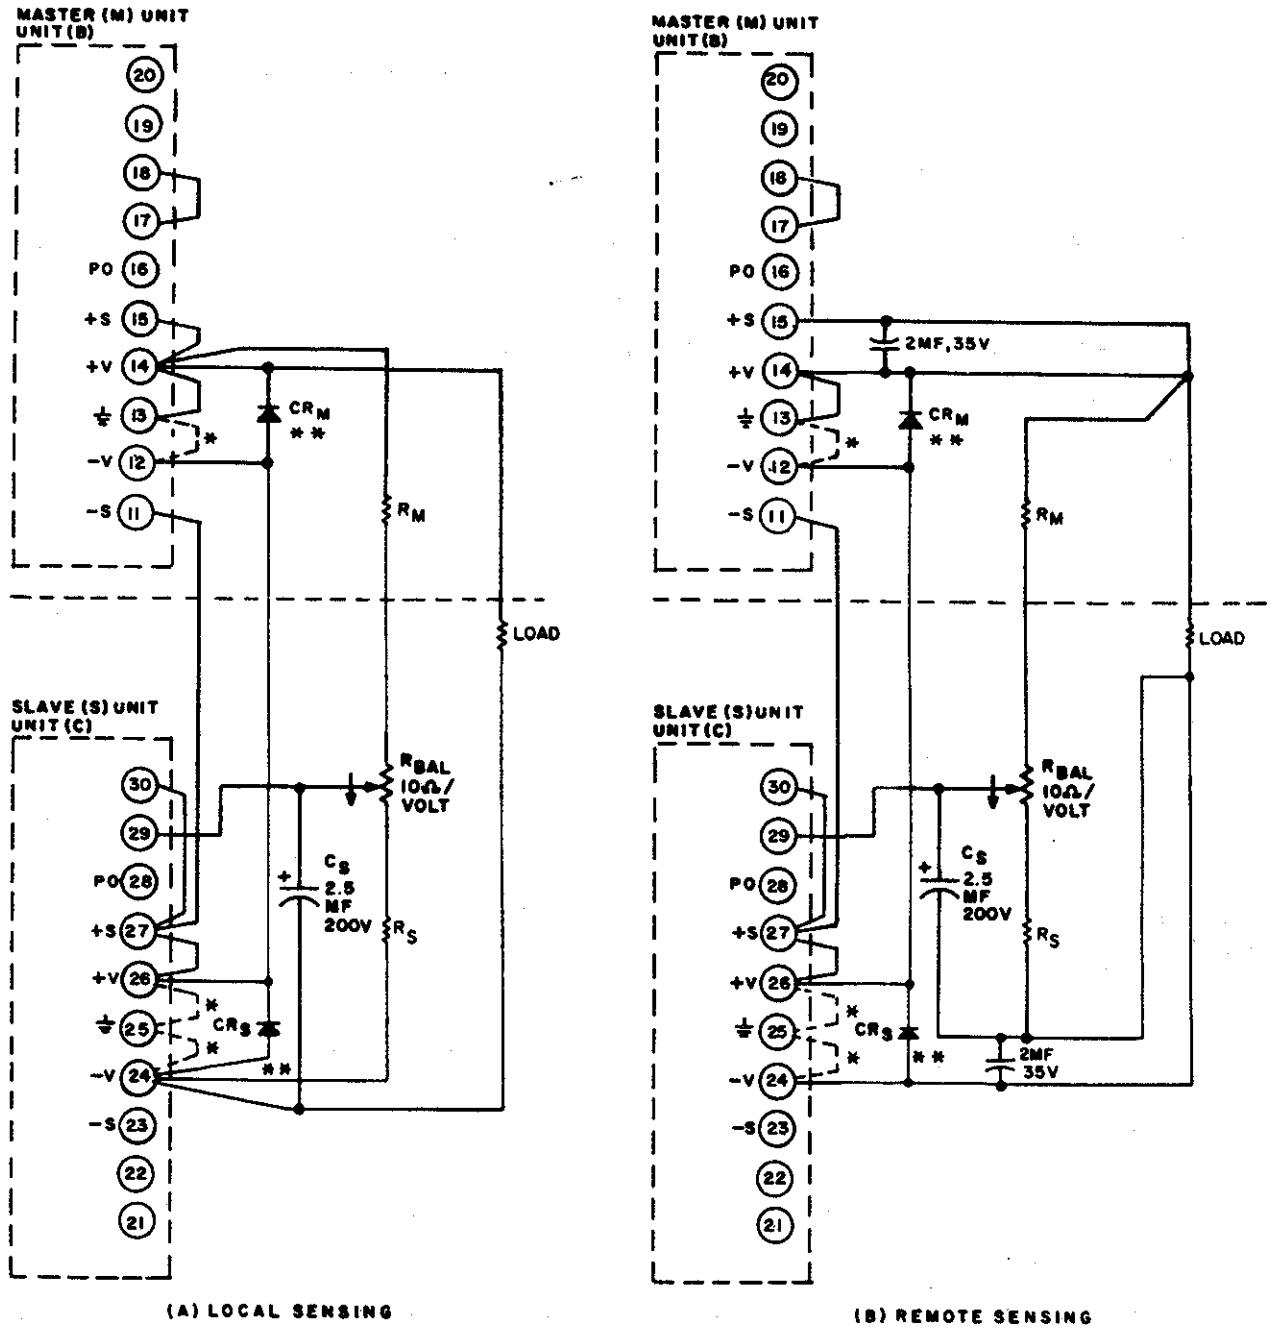 MASTER (M) UNIT
UNIT (B)
20
19
18
17
PO 16
+S 15
+V 14
13
*
-V 12
-S 11
CRM
**
RM
LOAD
SLAVE (S) UNIT
UNIT (C)
30
29
PO 28
+S 27
+V 26
*
25
*
-V 24
-S 23
22
21
RBAL
10Ω/
VOLT
+
CS
2.5
MF
200V
RS
CRS
**
(A) LOCAL SENSING
MASTER (M) UNIT
UNIT (B)
20
19
18
17
PO 16
+S 15
+V 14
13
*
-V 12
-S 11
2MF, 35V
CRM
**
RM
LOAD
SLAVE (S) UNIT
UNIT (C)
30
29
PO 28
+S 27
+V 26
*
25
*
-V 24
-S 23
22
21
RBAL
10Ω/
VOLT
+
CS
2.5
MF
200V
RS
CRS
**
2MF
35V
(B) REMOTE SENSING